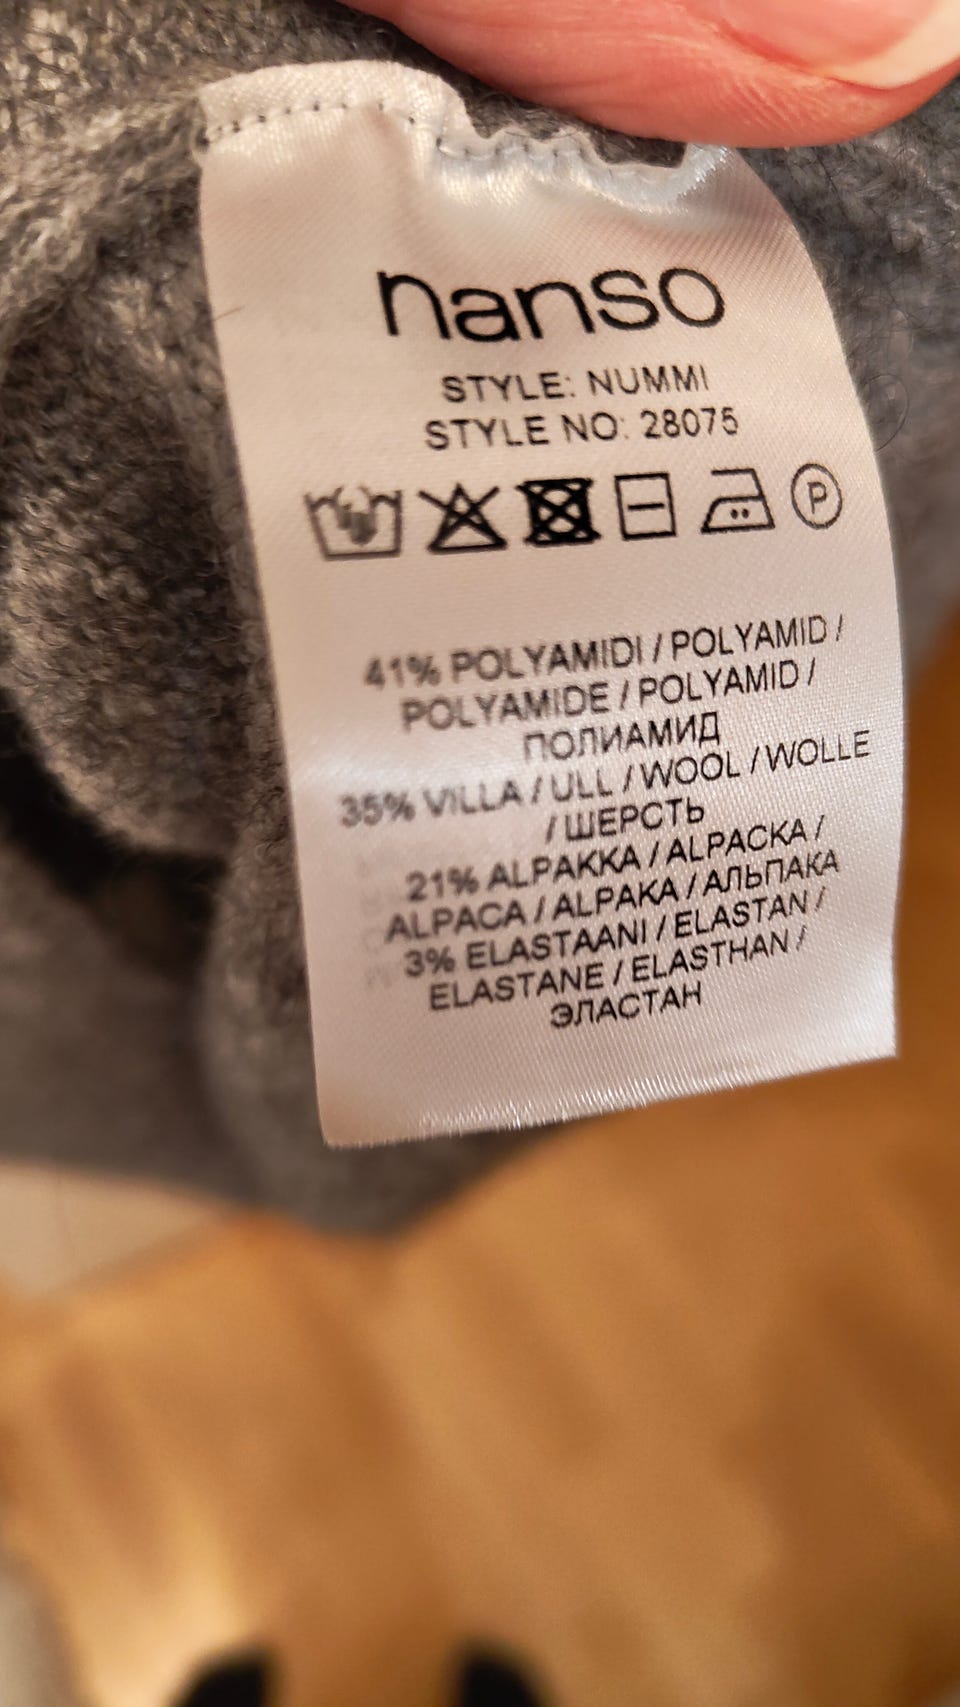 nanso
STYLE: NUMMI
STYLE NO: 28075
P
41% POLYAMIDI / POLYAMID /
POLYAMIDE / POLYAMID /
ПОЛИАМИД
35% VILLA / ULL / WOOL / WOLLE
/ ШЕРСТЬ
21% ALPAKKA / ALPACKA /
ALPACA / ALPAKA / АЛЬПАКА
3% ELASTAANI / ELASTAN /
ELASTANE / ELASTHAN /
ЭЛАСТАН